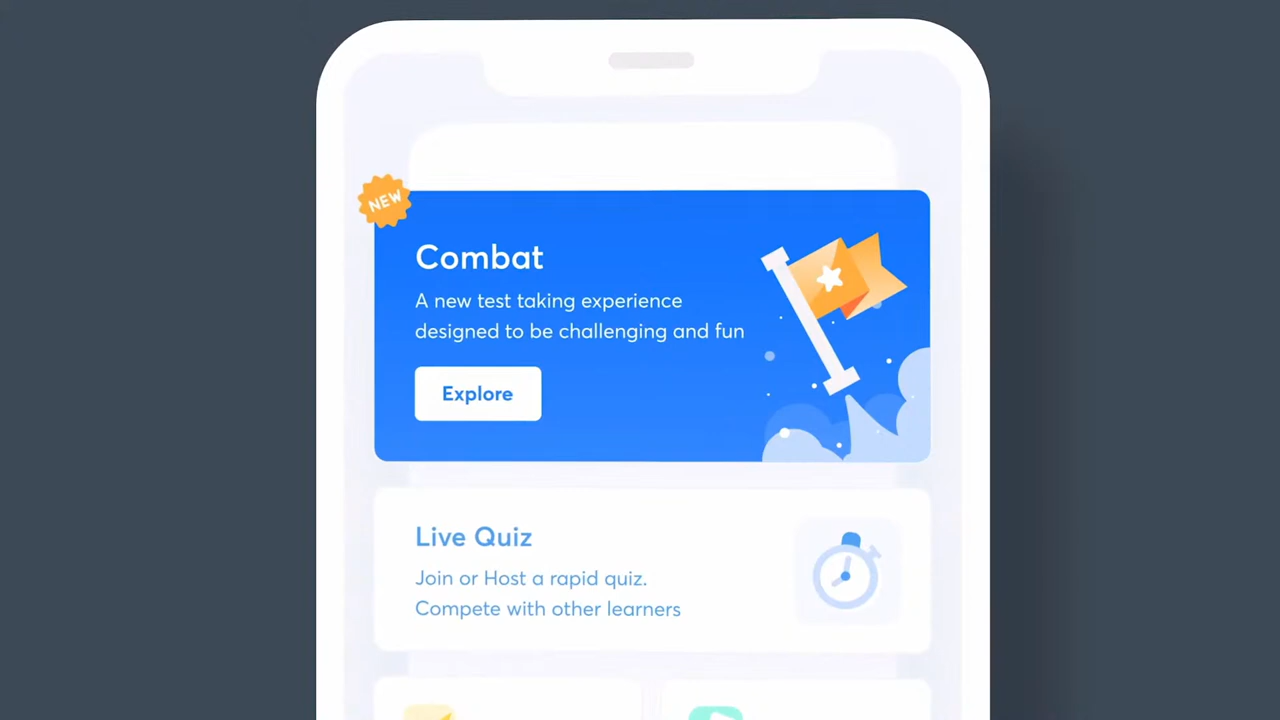 NEW
Combat
A new test taking experience
designed to be challenging and fun
Explore
Live Quiz
Join or Host a rapid quiz.
Compete with other learners